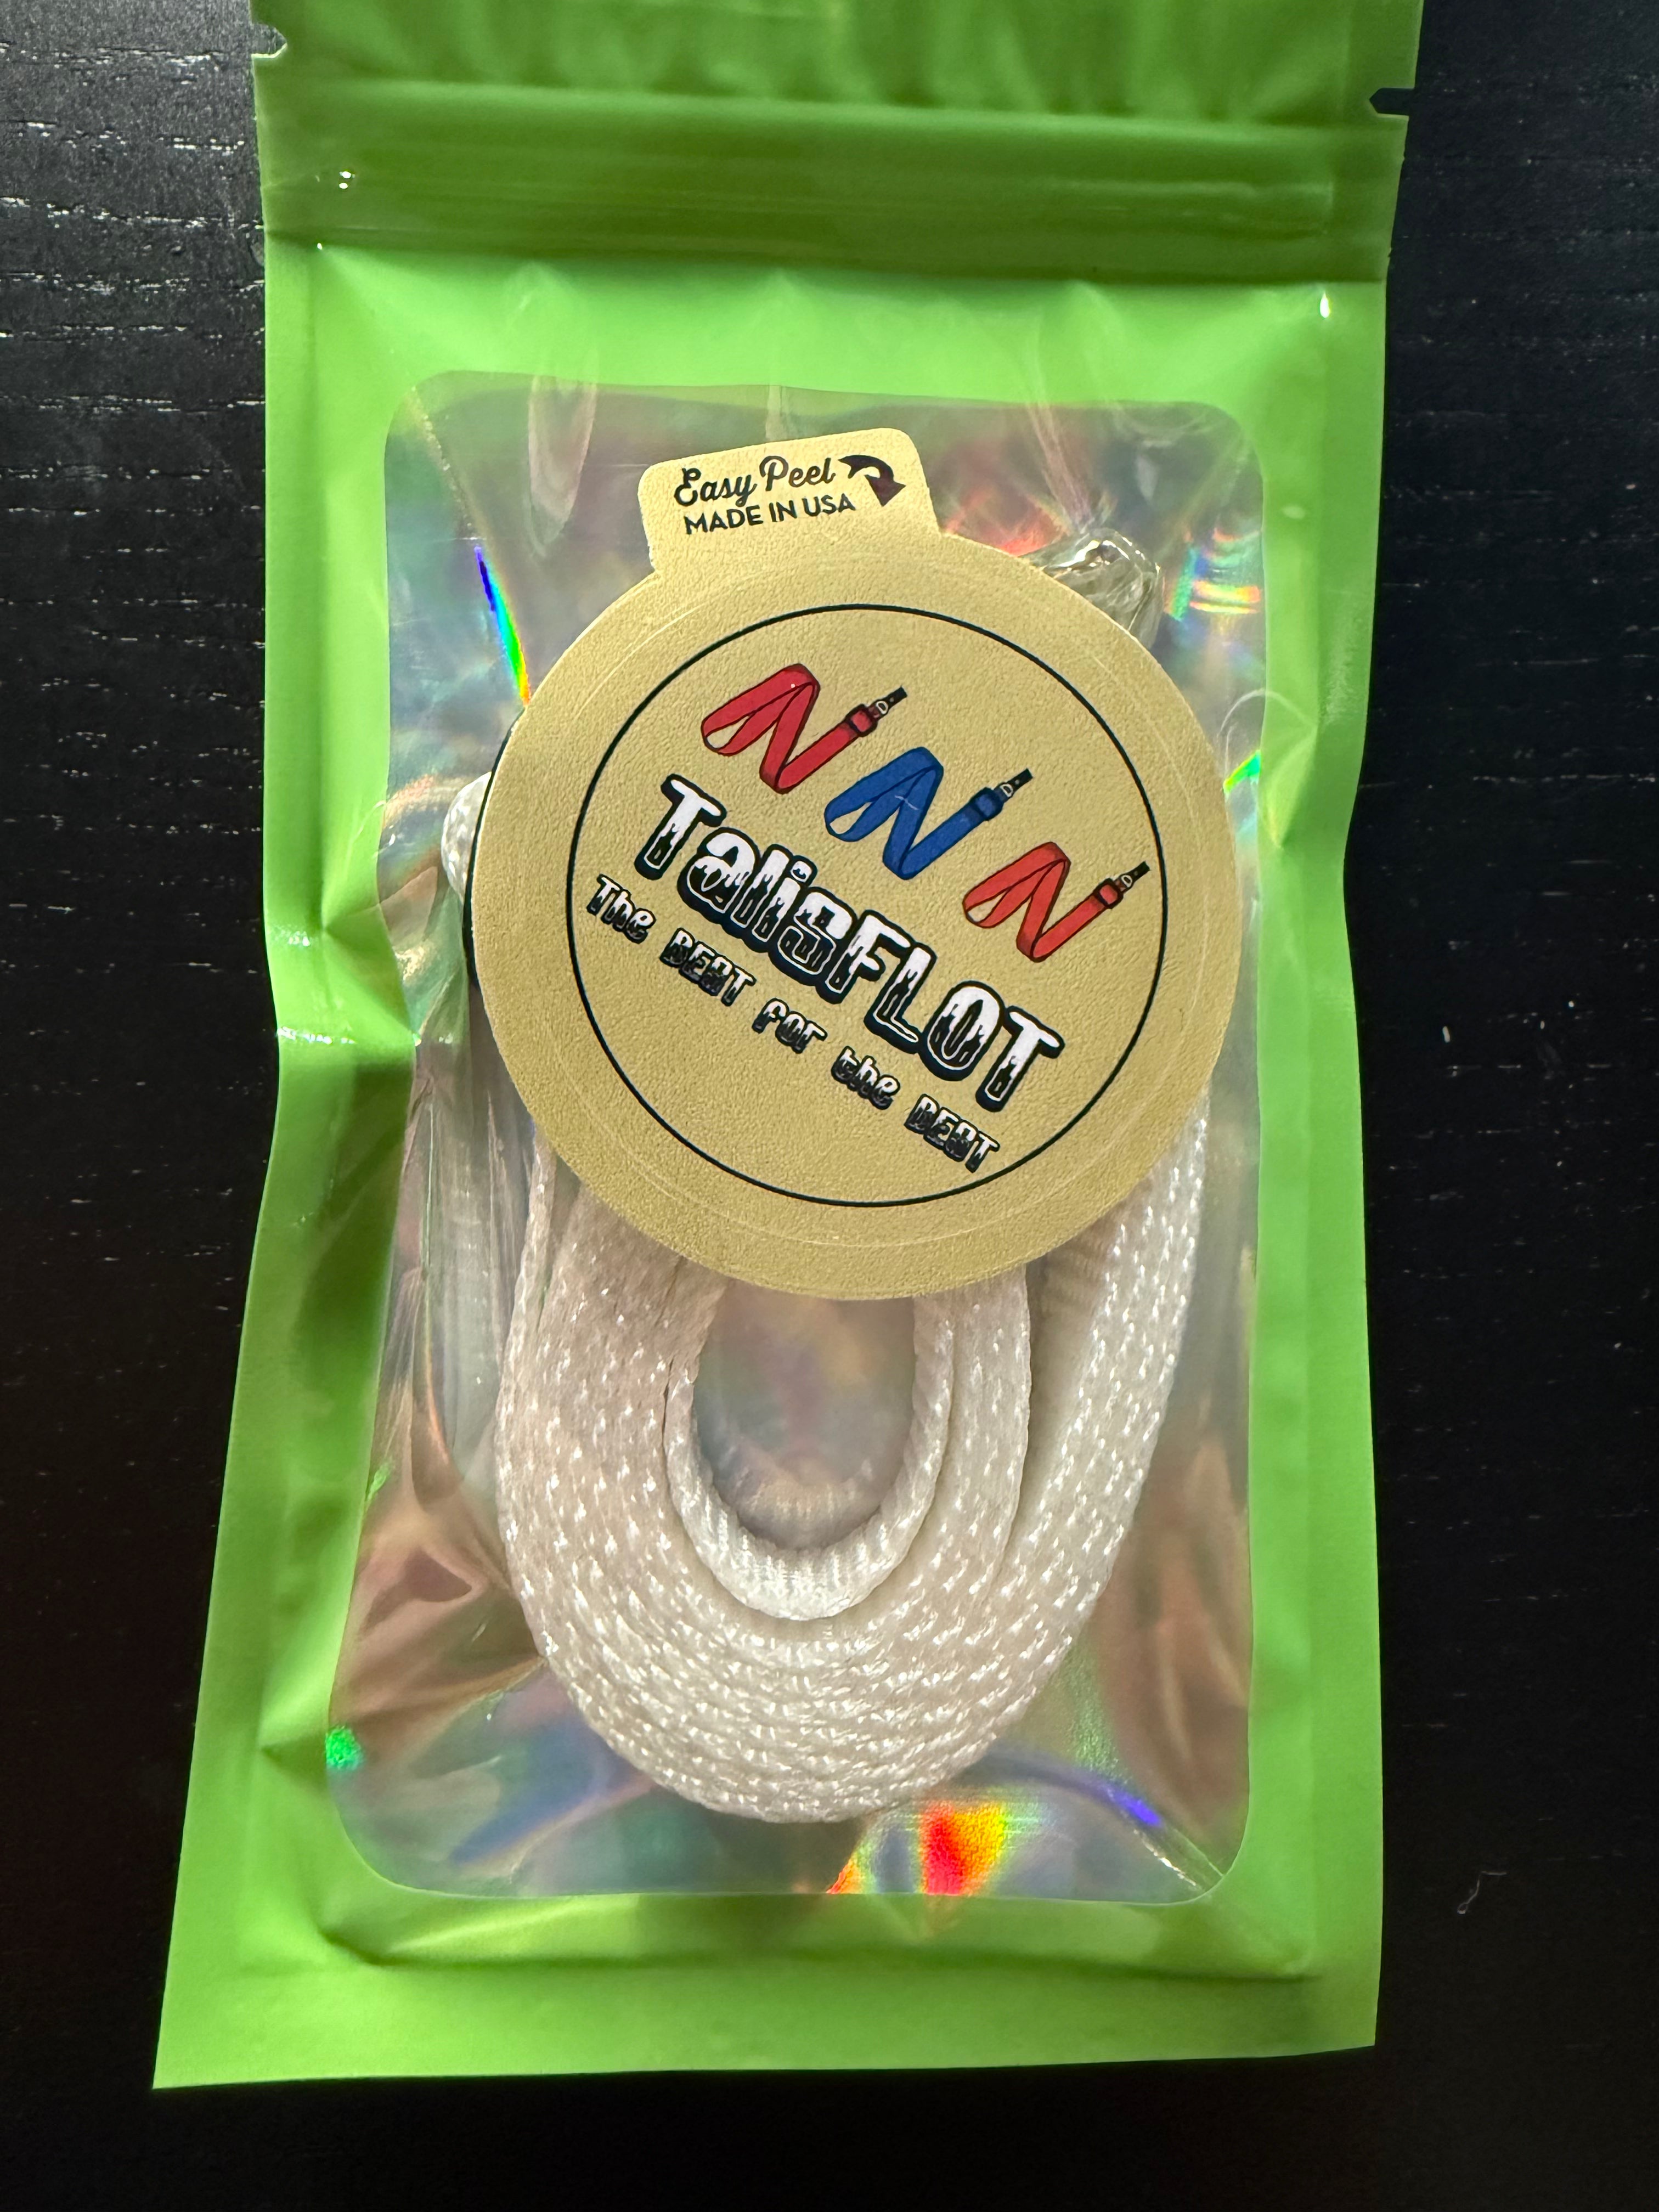 Easy Peel
MADE IN USA
TalisFLOT
The BEST for the BEST